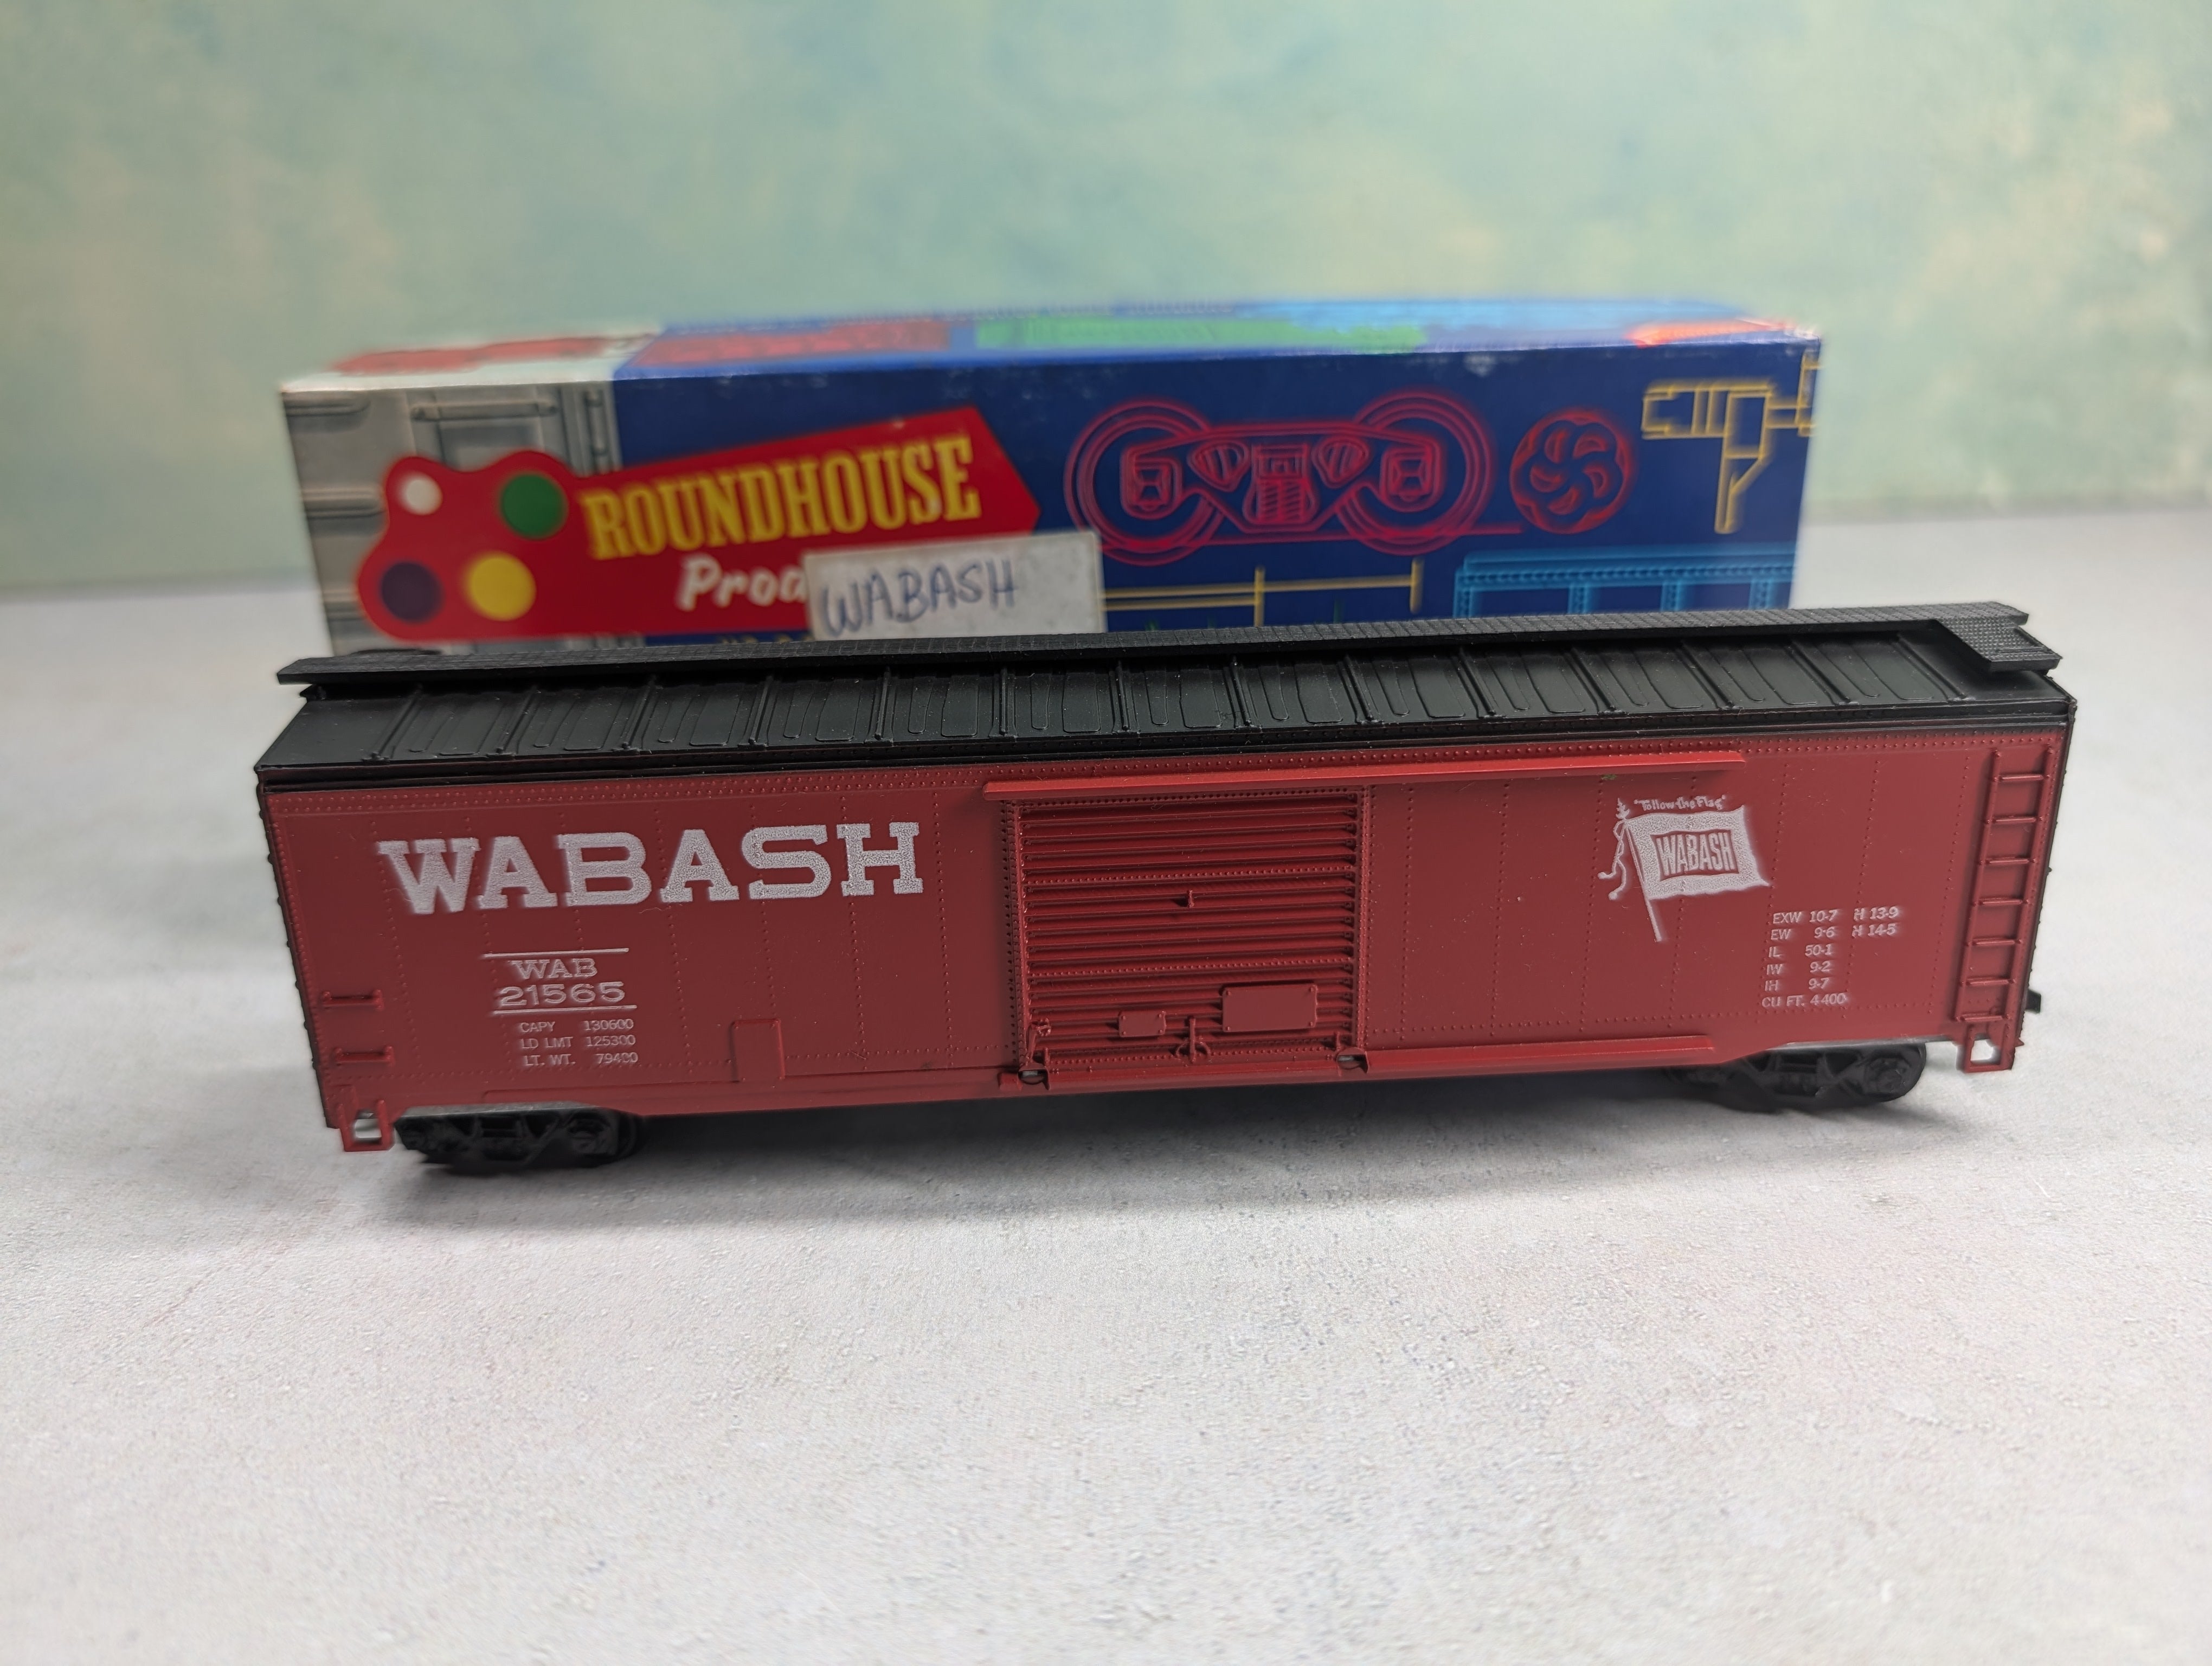 ROUNDHOUSE
Prod
WABASH
WABASH
WAB
21565
CAPY 130600
LD LMT 125300
LT. WT. 79400
"Follow the Flag"
WABASH
EXW 10-7 H 13-9
EW 9-6 H 14-5
IL 50-1
IW 9-2
IH 9-7
CU FT. 4400